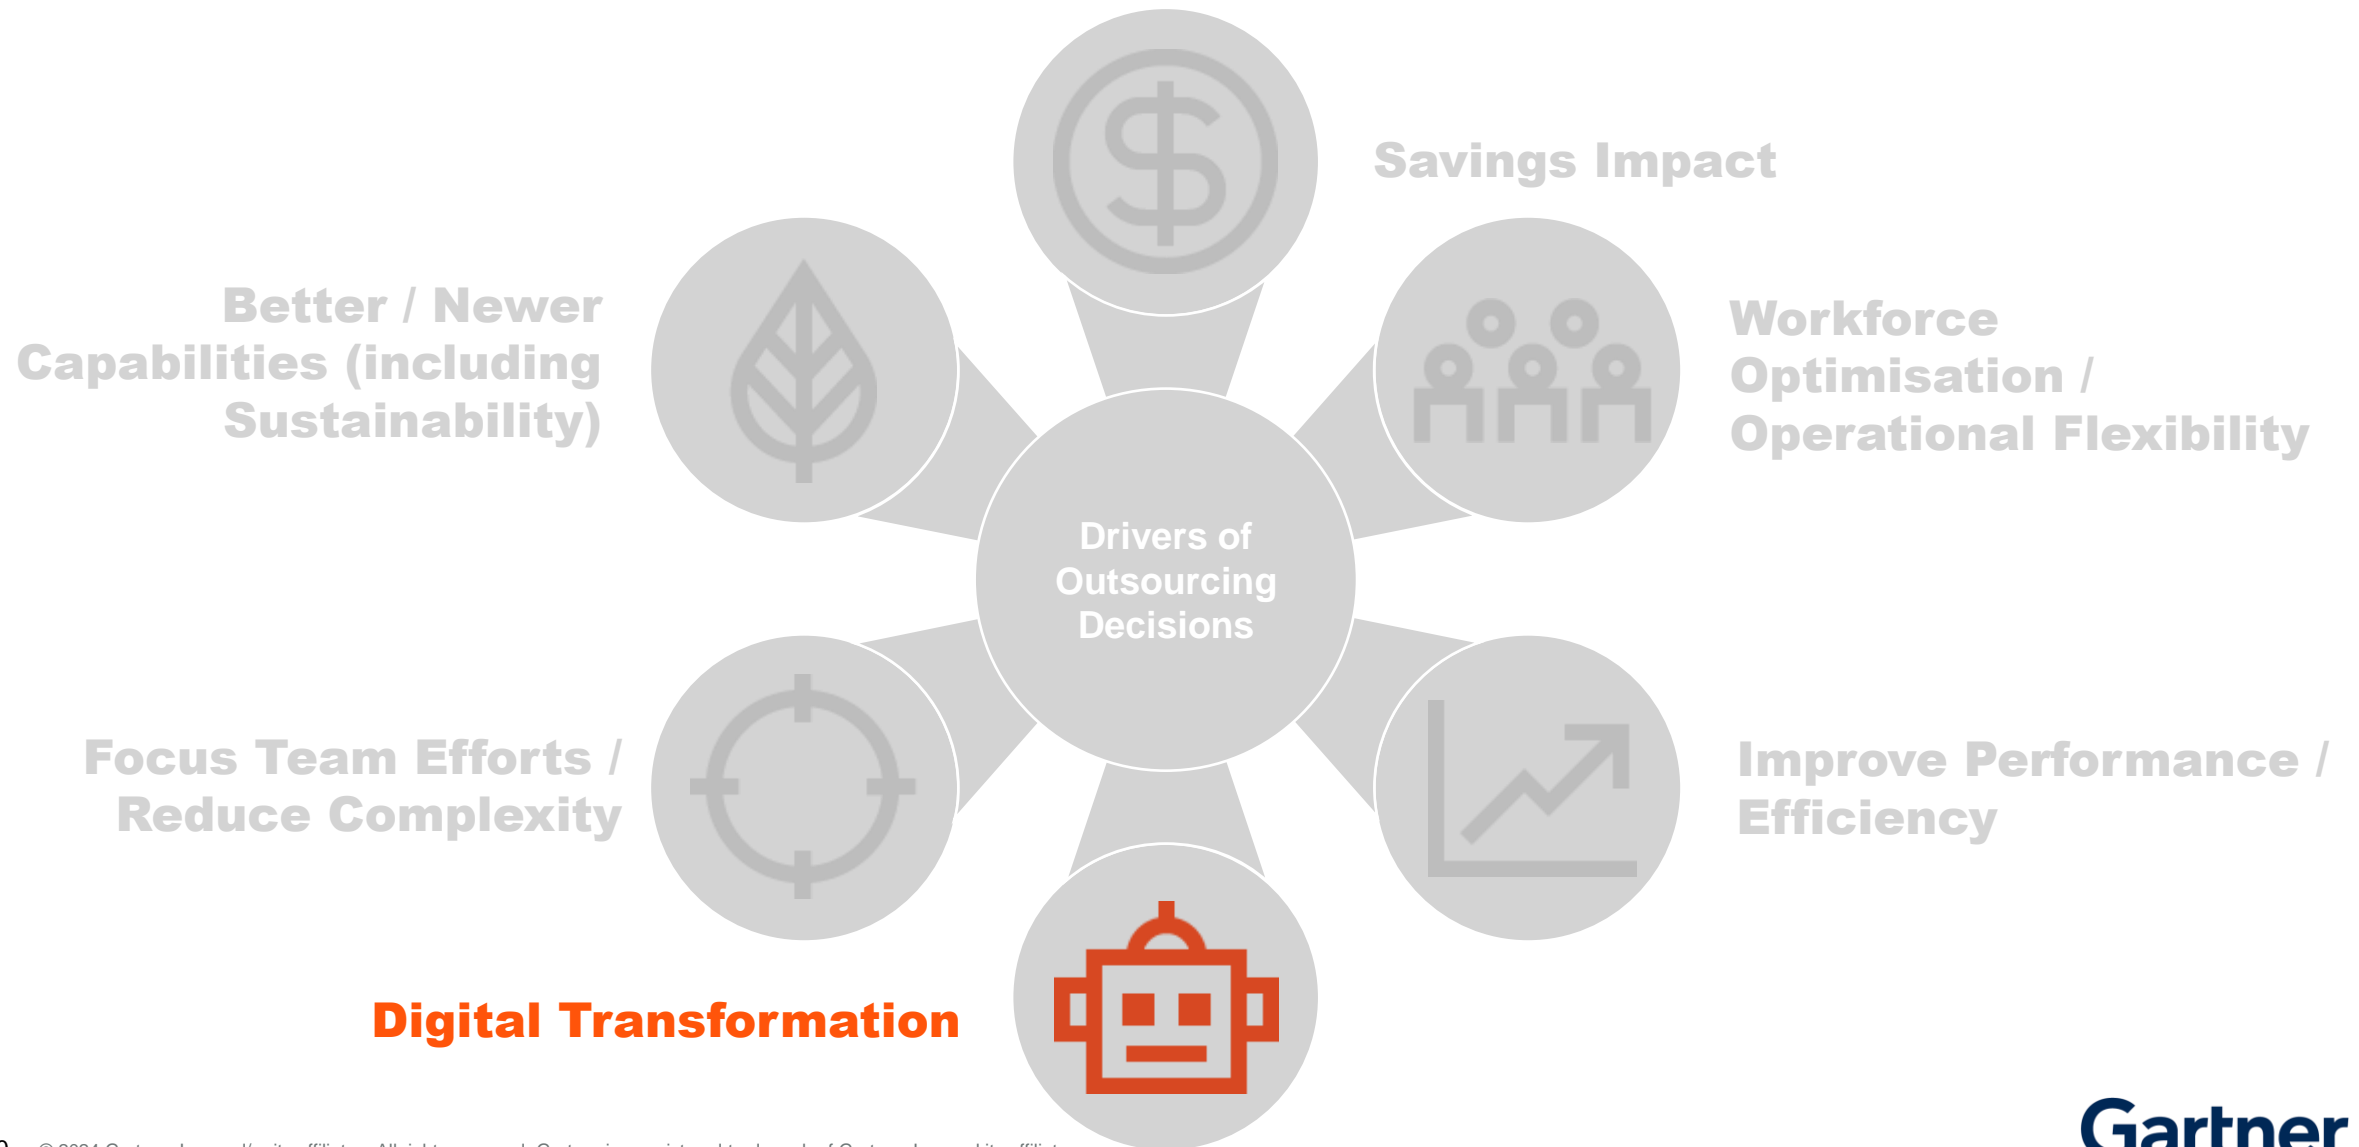 Savings Impact
Better / Newer
Capabilities (including
Sustainability)
Workforce
Optimisation /
Operational Flexibility
Drivers of
Outsourcing
Decisions
Focus Team Efforts /
Reduce Complexity
Improve Performance /
Efficiency
Digital Transformation
Gartner